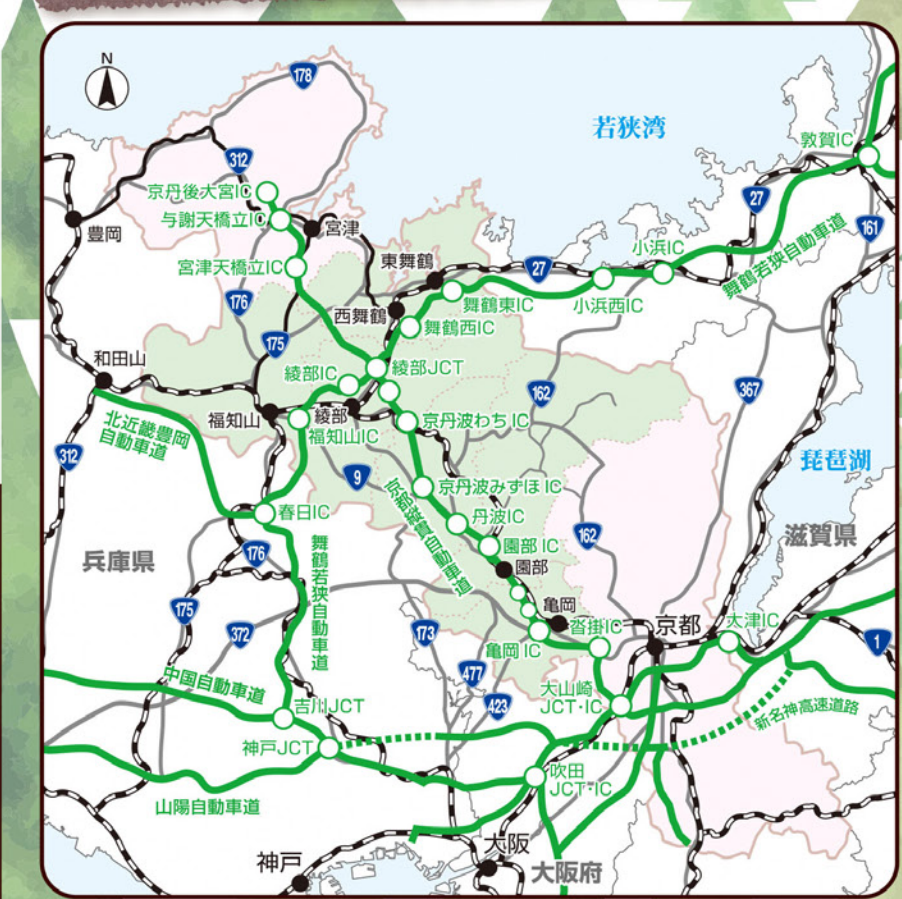 N
178
若狭湾
敦賀IC
312
京丹後大宮IC
27
与謝天橋立IC
豊岡
宮津
161
小浜IC
東舞鶴
27
舞鶴若狭自動車道
宮津天橋立IC
176
舞鶴東IC
小浜西IC
西舞鶴
舞鶴西IC
175
和田山
綾部IC
綾部JCT
162
367
北近畿豊岡
自動車道
福知山
綾部
京丹波わち IC
福知山IC
312
9
琵琶湖
京丹波みずほ IC
京都縦貫自動車道
春日IC
丹波IC
162
滋賀県
兵庫県
176
舞鶴若狭自動車道
園部 IC
園部
175
372
173
亀岡
沓掛IC
京都
大津IC
1
亀岡 IC
477
中国自動車道
大山崎
JCT・IC
423
吉川JCT
新名神高速道路
神戸JCT
吹田
JCT・IC
山陽自動車道
神戸
大阪
大阪府